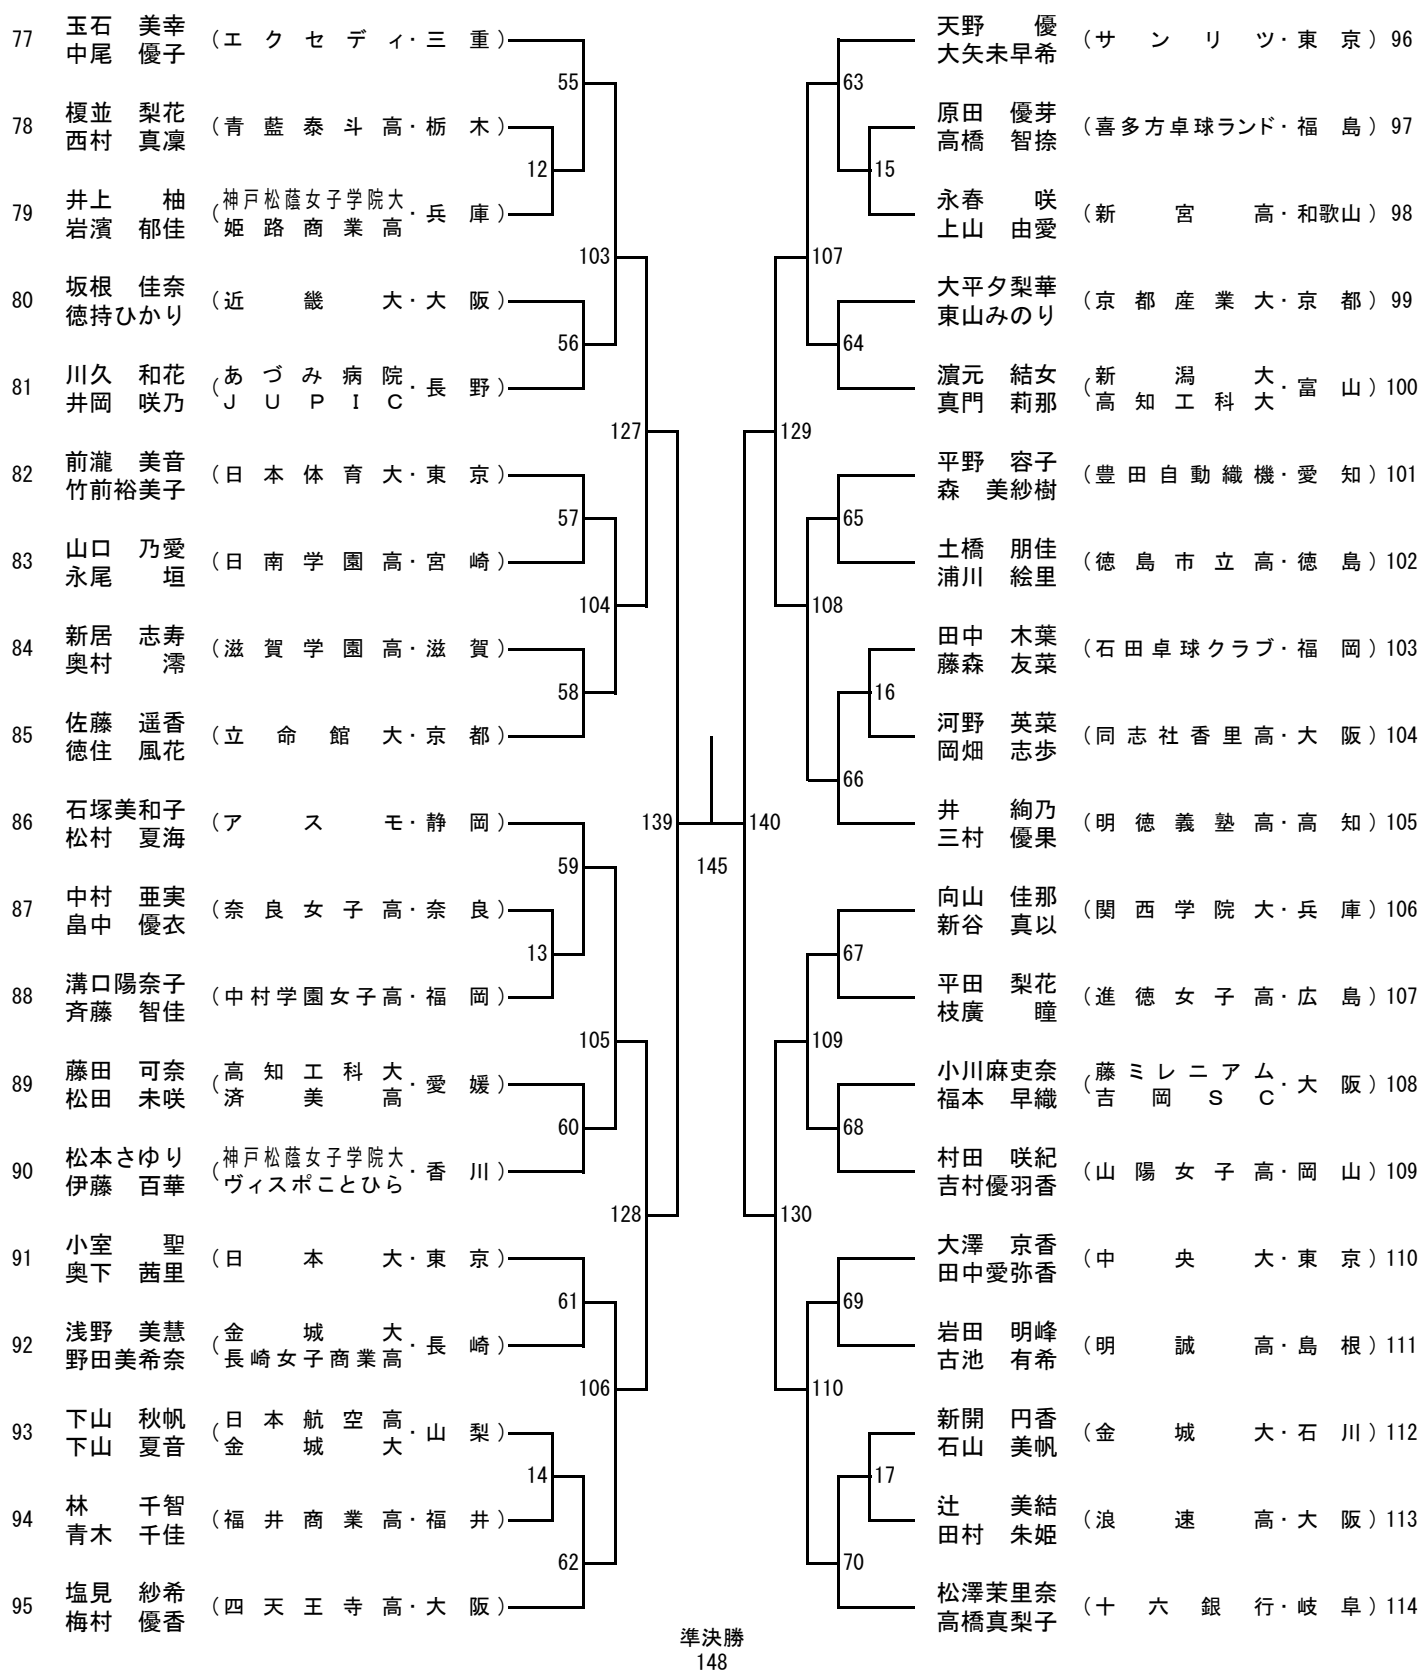 77 玉石 美幸 中尾 優子 (エクセディ・三重)
78 榎並 梨花 西村 真凜 (青藍泰斗高・栃木)
79 井上 柚 岩濱 郁佳 (神戸松蔭女子学院大 姫路商業高・兵庫)
80 坂根 佳奈 徳持ひかり (近畿大・大阪)
81 川久 和花 井岡 咲乃 (あづみ病院 JUPIC・長野)
82 前瀧 美音 竹前裕美子 (日本体育大・東京)
83 山口 乃愛 永尾 垣 (日南学園高・宮崎)
84 新居 志寿 奥村 澪 (滋賀学園高・滋賀)
85 佐藤 遥香 徳住 風花 (立命館大・京都)
86 石塚美和子 松村 夏海 (アスモ・静岡)
87 中村 亜実 畠中 優衣 (奈良女子高・奈良)
88 溝口陽奈子 斉藤 智佳 (中村学園女子高・福岡)
89 藤田 可奈 松田 未咲 (高知工科大 済美高・愛媛)
90 松本さゆり 伊藤 百華 (神戸松蔭女子学院大 ヴィスポことひら・香川)
91 小室 聖 奥下 茜里 (日本大・東京)
92 浅野 美慧 野田美希奈 (金城大 長崎女子商業高・長崎)
93 下山 秋帆 下山 夏音 (日本航空高 金城大・山梨)
94 林 千智 青木 千佳 (福井商業高・福井)
95 塩見 紗希 梅村 優香 (四天王寺高・大阪)
55
12
103
56
127
57
104
58
139
59
13
105
60
128
61
106
14
62
145
天野 優 大矢未早希 (サンリツ・東京) 96
原田 優芽 高橋 智捺 (喜多方卓球ランド・福島) 97
永春 咲 上山 由愛 (新宮高・和歌山) 98
大平夕梨華 東山みのり (京都産業大・京都) 99
濵元 結女 真門 莉那 (新潟大 高知工科大・富山) 100
平野 容子 森 美紗樹 (豊田自動織機・愛知) 101
土橋 朋佳 浦川 絵里 (徳島市立高・徳島) 102
田中 木葉 藤森 友菜 (石田卓球クラブ・福岡) 103
河野 英菜 岡畑 志歩 (同志社香里高・大阪) 104
井 絢乃 三村 優果 (明徳義塾高・高知) 105
向山 佳那 新谷 真以 (関西学院大・兵庫) 106
平田 梨花 枝廣 瞳 (進徳女子高・広島) 107
小川麻吏奈 福本 早織 (藤ミレニアム 吉岡SC・大阪) 108
村田 咲紀 吉村優羽香 (山陽女子高・岡山) 109
大澤 京香 田中愛弥香 (中央大・東京) 110
岩田 明峰 古池 有希 (明誠高・島根) 111
新開 円香 石山 美帆 (金城大・石川) 112
辻 美結 田村 朱姫 (浪速高・大阪) 113
松澤茉里奈 高橋真梨子 (十六銀行・岐阜) 114
63
15
107
64
129
65
108
16
66
140
67
109
68
130
69
110
17
70
準決勝
148